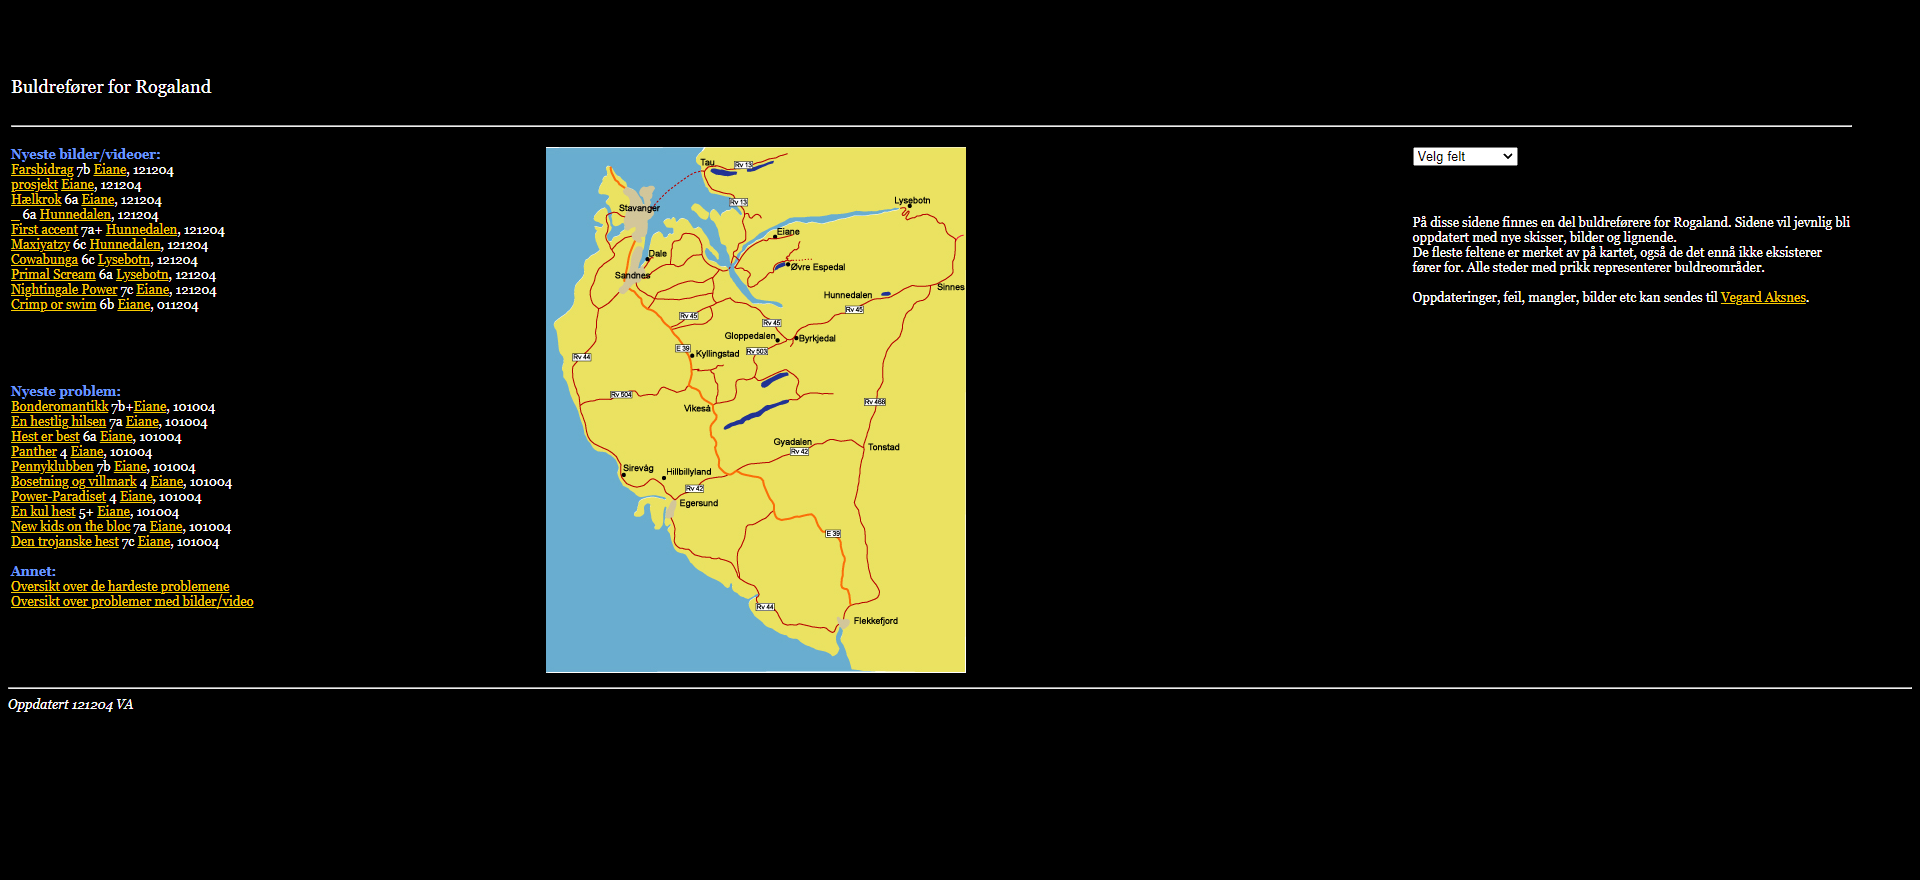 Buldrefører for Rogaland
Nyeste bilder/videoer:
Farsbidrag 7b Eiane, 121204
prosjekt Eiane, 121204
Hælkrok 6a Eiane, 121204
_ 6a Hunnedalen, 121204
First accent 7a+ Hunnedalen, 121204
Maxiyatzy 6c Hunnedalen, 121204
Cowabunga 6c Lysebotn, 121204
Primal Scream 6a Lysebotn, 121204
Nightingale Power 7c Eiane, 121204
Crimp or swim 6b Eiane, 011204
Nyeste problem:
Bonderomantikk 7b+Eiane, 101004
En hestlig hilsen 7a Eiane, 101004
Hest er best 6a Eiane, 101004
Panther 4 Eiane, 101004
Pennyklubben 7b Eiane, 101004
Bosetning og villmark 4 Eiane, 101004
Power-Paradiset 4 Eiane, 101004
En kul hest 5+ Eiane, 101004
New kids on the bloc 7a Eiane, 101004
Den trojanske hest 7c Eiane, 101004
Annet:
Oversikt over de hardeste problemene
Oversikt over problemer med bilder/video
Tau
Rv 13
Rv 13
Stavanger
Lysebotn
Eiane
Dale
Øvre Espedal
Sandnes
Sinnes
Hunnedalen
Rv 45
Rv 45
Rv 45
Gloppedalen
Byrkjedal
E 39
Kyllingstad
Rv 503
Rv 44
Rv 504
Vikeså
Rv 468
Gyadalen
Rv 42
Tonstad
Sirevåg
Hillbillyland
Rv 42
Egersund
E 39
Rv 44
Flekkefjord
Velg felt
På disse sidene finnes en del buldreførere for Rogaland. Sidene vil jevnlig bli
oppdatert med nye skisser, bilder og lignende.
De fleste feltene er merket av på kartet, også de det ennå ikke eksisterer
fører for. Alle steder med prikk representerer buldreområder.
Oppdateringer, feil, mangler, bilder etc kan sendes til Vegard Aksnes.
Oppdatert 121204 VA